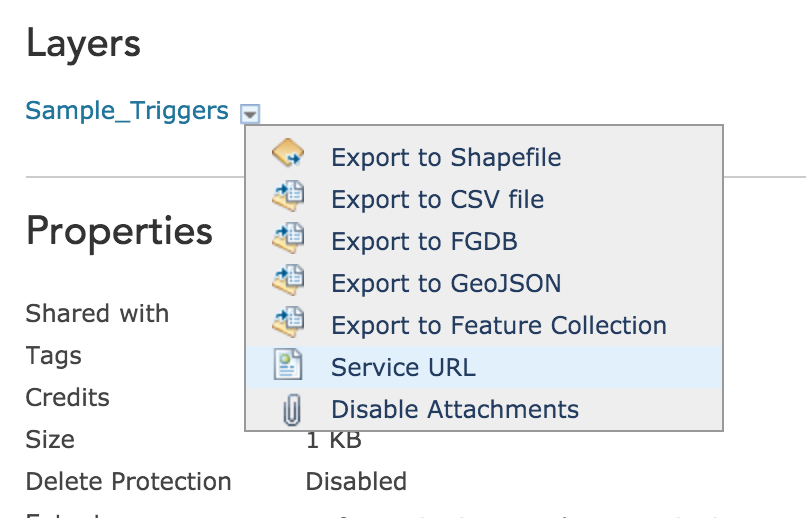 Layers
Sample_Triggers
Export to Shapefile
Export to CSV file
Export to FGDB
Export to GeoJSON
Export to Feature Collection
Service URL
Disable Attachments
Properties
Shared with
Tags
Credits
Size 1 KB
Delete Protection Disabled